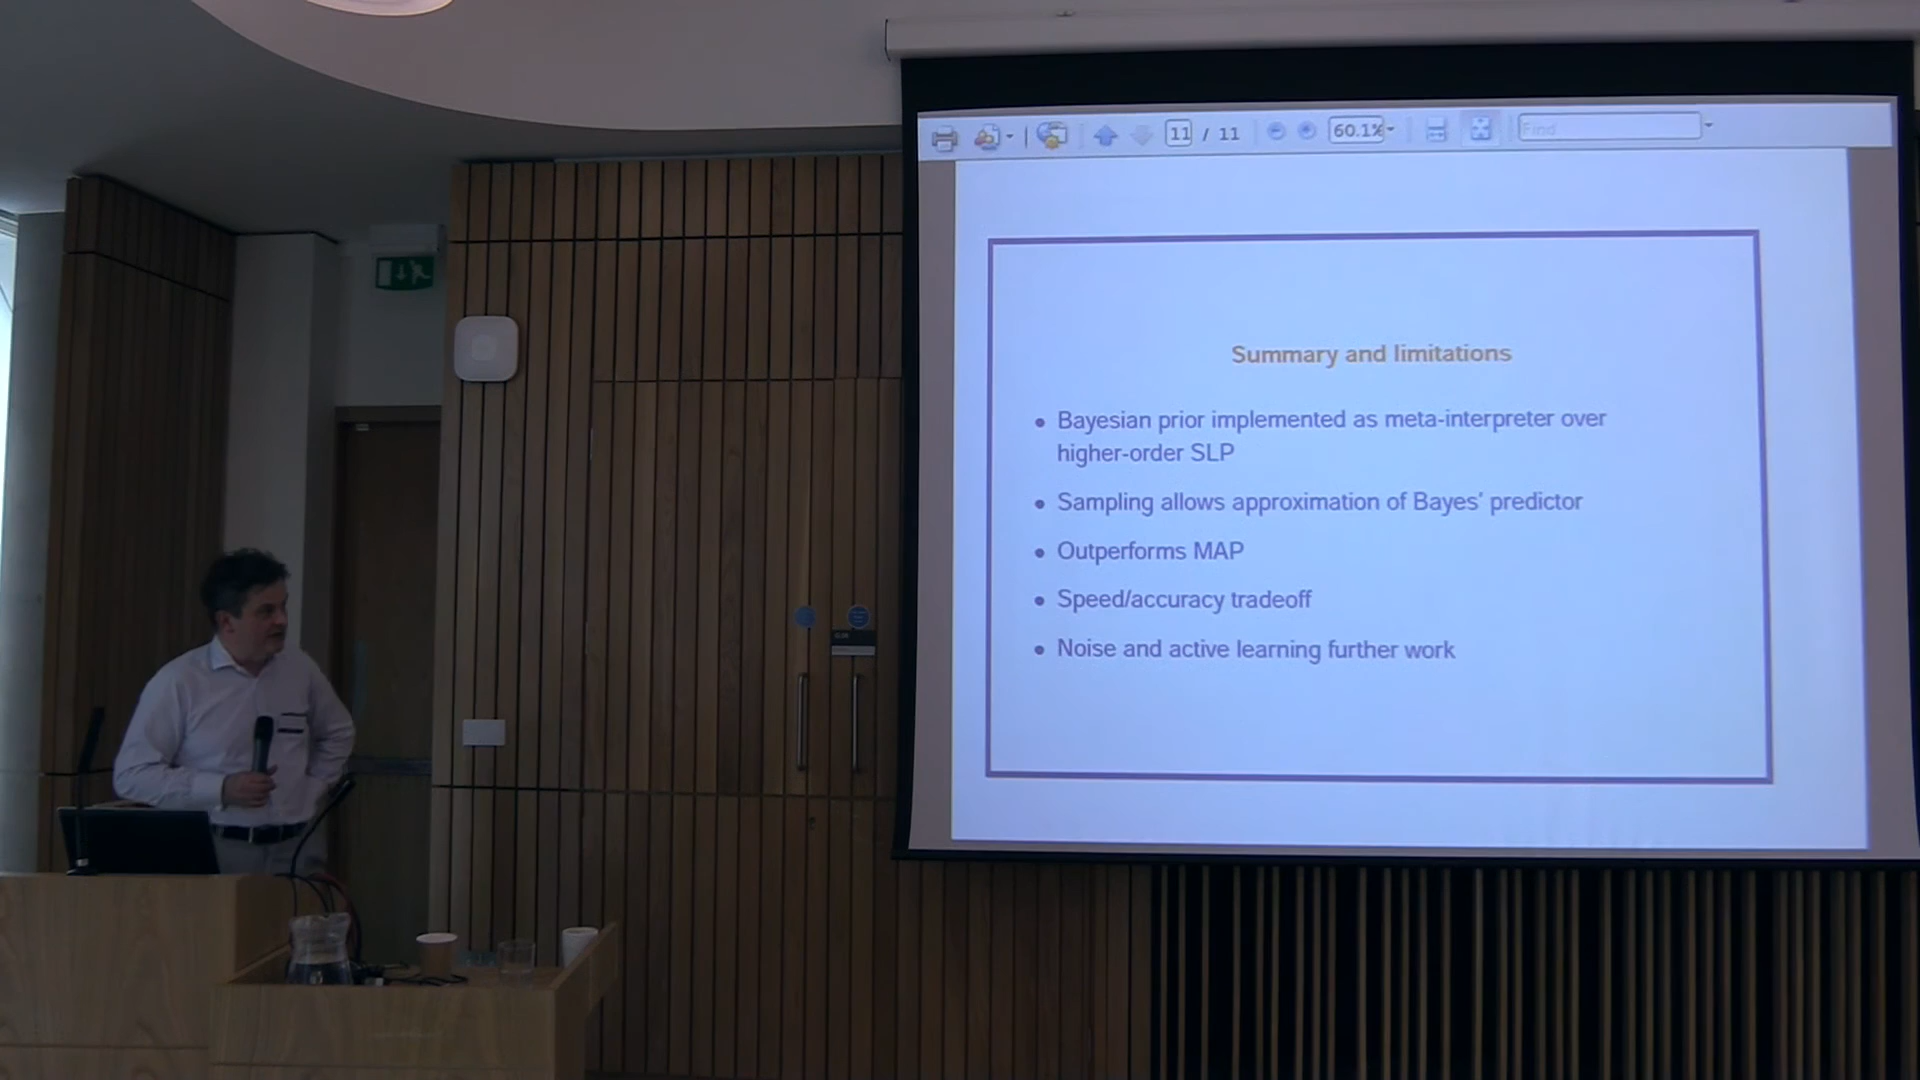 11 / 11
60.1%
Find
Summary and limitations
• Bayesian prior implemented as meta-interpreter over
higher-order SLP
• Sampling allows approximation of Bayes' predictor
• Outperforms MAP
• Speed/accuracy tradeoff
• Noise and active learning further work